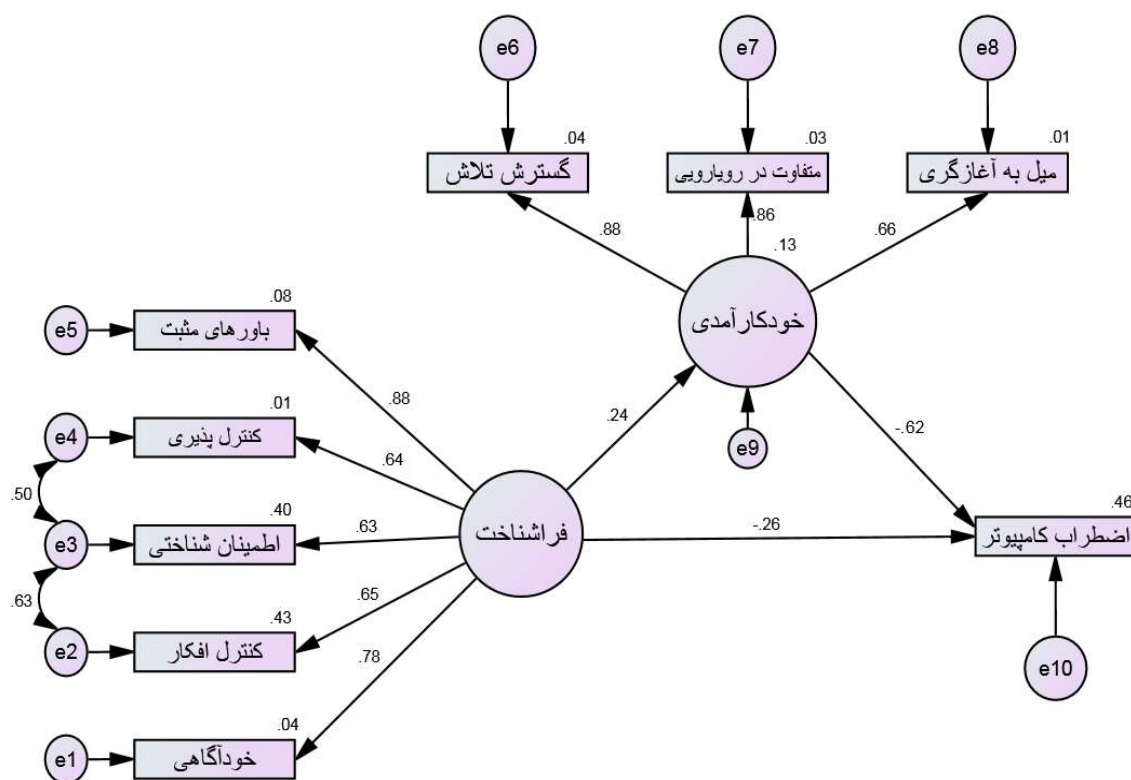 e6
e7
e8
.04
.03
.01
گسترش تلاش
متفاوت در رویارویی
میل به آغازگری
.88
.86
.66
.13
خودکارآمدی
.08
e5
باورهای مثبت
.88
.24
e9
-.62
.01
e4
کنترل پذیری
.64
.50
.40
e3
اطمینان شناختی
.63
فراشناخت
-.26
.46
اضطراب کامپیوتر
.63
.43
e2
کنترل افکار
.65
e10
.78
.04
e1
خودآگاهی